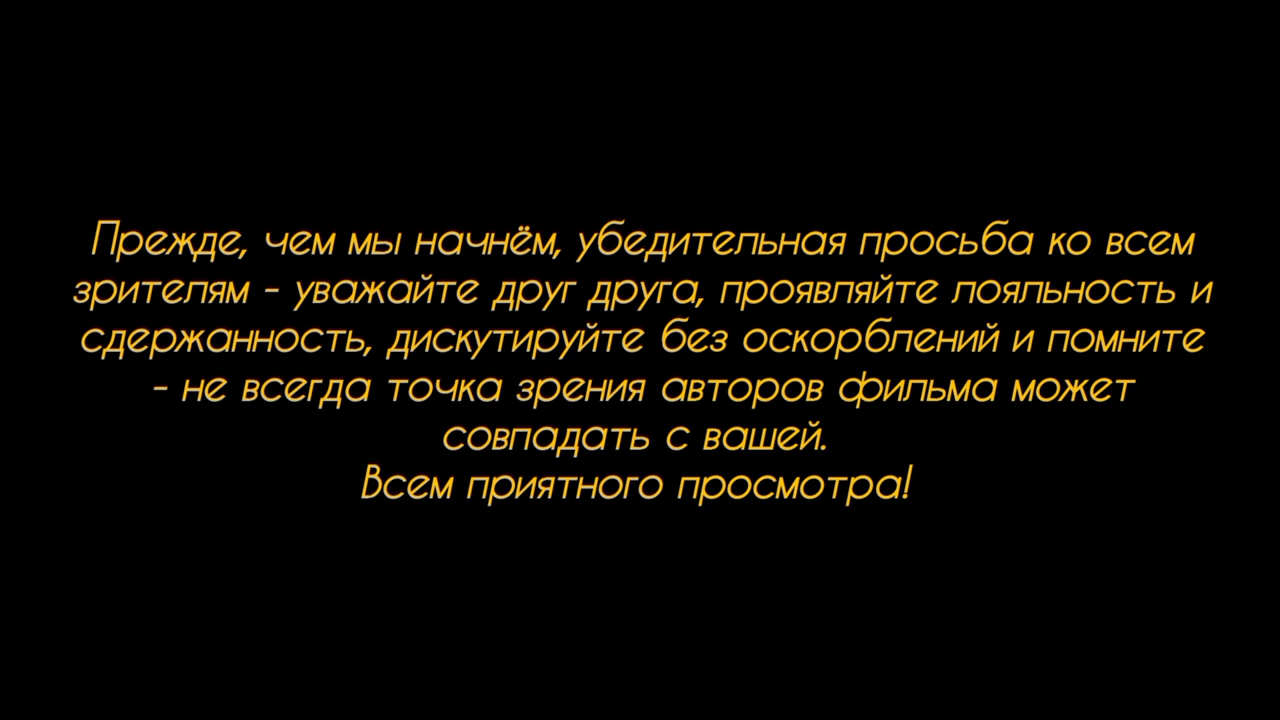 Прежде, чем мы начнём, убедительная просьба ко всем
зрителям - уважайте друг друга, проявляйте лояльность и
сдержанность, дискутируйте без оскорблений и помните
- не всегда точка зрения авторов фильма может
совпадать с вашей.
Всем приятного просмотра!